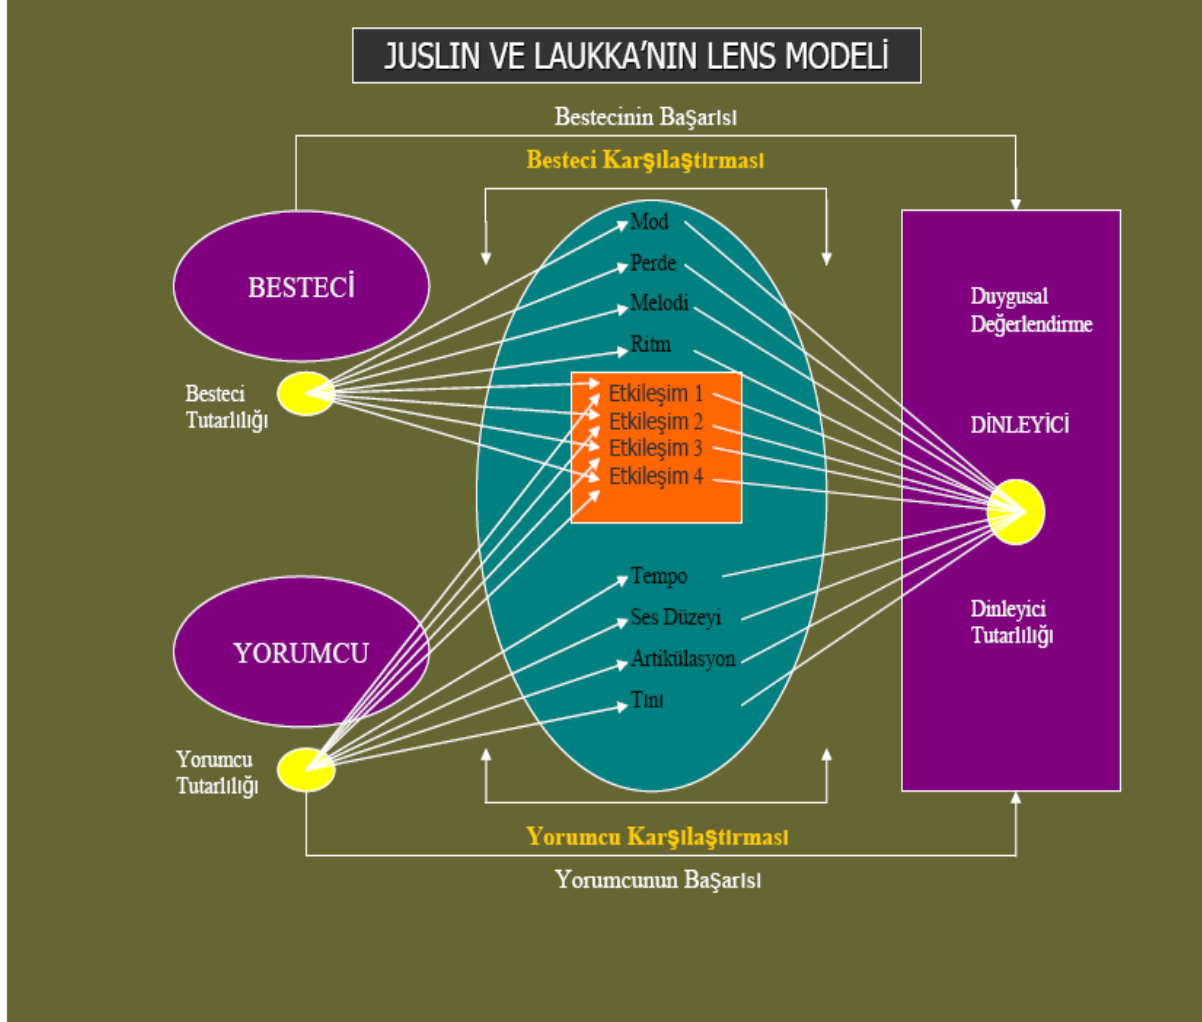 JUSLIN VE LAUKKA'NIN LENS MODELİ
Bestecinin Başarısı
Besteci Karşılaştırması
BESTECİ
Besteci
Tutarlılığı
Mod
Perde
Melodi
Ritm
Etkileşim 1
Etkileşim 2
Etkileşim 3
Etkileşim 4
Tempo
Ses Düzeyi
Artikülasyon
Tını
YORUMCU
Yorumcu
Tutarlılığı
Duygusal
Değerlendirme
DİNLEYİCİ
Dinleyici
Tutarlılığı
Yorumcu Karşılaştırması
Yorumcunun Başarısı